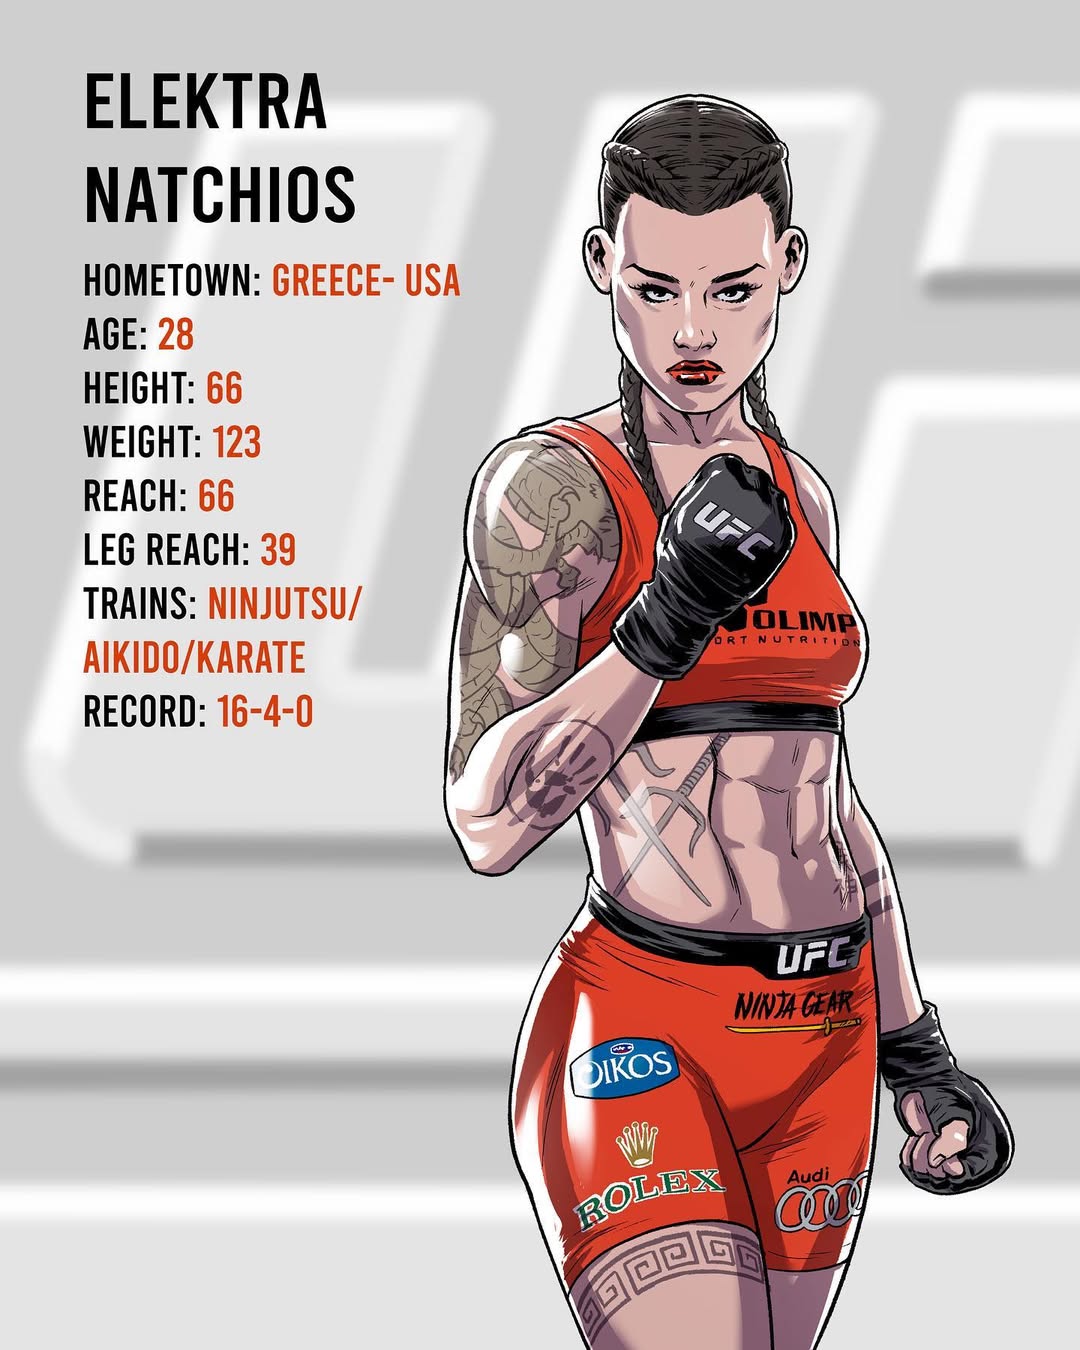 ELEKTRA
NATCHIOS
HOMETOWN: GREECE- USA
AGE: 28
HEIGHT: 66
WEIGHT: 123
REACH: 66
LEG REACH: 39
TRAINS: NINJUTSU/
AIKIDO/KARATE
RECORD: 16-4-0
UFC
OLIMP
ORT NUTRITION
UFC
NINJA GEAR
OIKOS
ROLEX
Audi